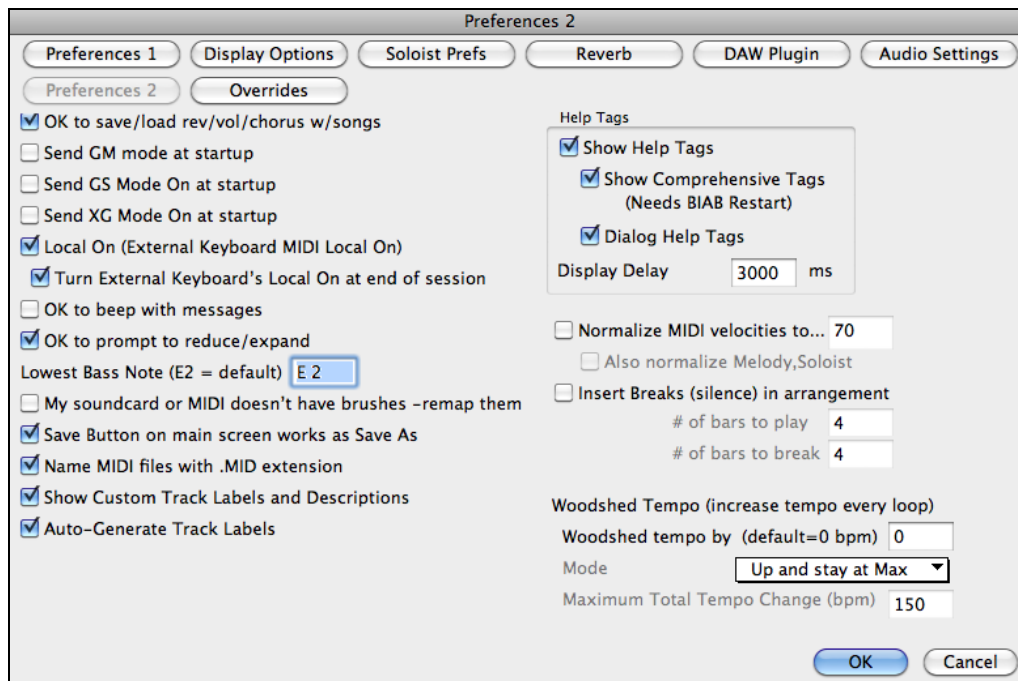 Preferences 2
Preferences 1 Display Options Soloist Prefs Reverb DAW Plugin Audio Settings
Preferences 2 Overrides
OK to save/load rev/vol/chorus w/songs
Send GM mode at startup
Send GS Mode On at startup
Send XG Mode On at startup
Local On (External Keyboard MIDI Local On)
Turn External Keyboard's Local On at end of session
OK to beep with messages
OK to prompt to reduce/expand
Lowest Bass Note (E2 = default) E 2
My soundcard or MIDI doesn't have brushes -remap them
Save Button on main screen works as Save As
Name MIDI files with .MID extension
Show Custom Track Labels and Descriptions
Auto-Generate Track Labels
Help Tags
Show Help Tags
Show Comprehensive Tags
(Needs BIAB Restart)
Dialog Help Tags
Display Delay 3000 ms
Normalize MIDI velocities to... 70
Also normalize Melody,Soloist
Insert Breaks (silence) in arrangement
# of bars to play 4
# of bars to break 4
Woodshed Tempo (increase tempo every loop)
Woodshed tempo by (default=0 bpm) 0
Mode Up and stay at Max
Maximum Total Tempo Change (bpm) 150
OK Cancel